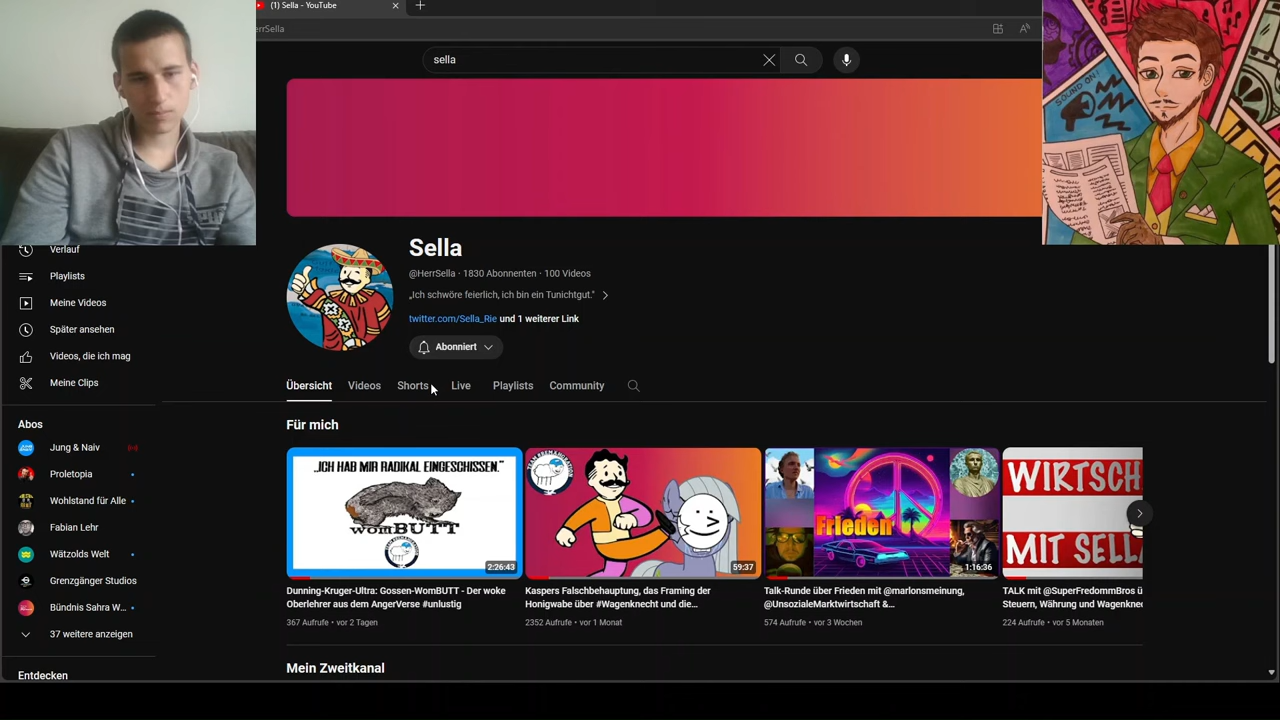 (1) Sella - YouTube
errSella
sella
SOUND ON!
Verlauf
Playlists
Meine Videos
Später ansehen
Videos, die ich mag
Meine Clips
Abos
Jung & Naiv
Proletopia
Wohlstand für Alle
Fabian Lehr
Wätzolds Welt
Grenzgänger Studios
Bündnis Sahra W...
37 weitere anzeigen
Entdecken
Sella
@HerrSella · 1830 Abonnenten · 100 Videos
„Ich schwöre feierlich, ich bin ein Tunichtgut.“
twitter.com/Sella_Rie und 1 weiterer Link
Abonniert
Übersicht Videos Shorts Live Playlists Community
Für mich
„ICH HAB MIR RADIKAL EINGESCHISSEN.“
womBUTT
2:26:43
Dunning-Kruger-Ultra: Gossen-WomBUTT - Der woke
Oberlehrer aus dem AngerVerse #unlustig
367 Aufrufe • vor 2 Tagen
59:37
Kaspers Falschbehauptung, das Framing der
Honigwabe über #Wagenknecht und die...
2352 Aufrufe • vor 1 Monat
Frieden
1:16:36
Talk-Runde über Frieden mit @marlonsmeinung,
@UnsozialeMarktwirtschaft &...
574 Aufrufe • vor 3 Wochen
WIRTSCH
MIT SELLA
TALK mit @SuperFredommBros ü
Steuern, Währung und Wagenknec
224 Aufrufe • vor 5 Monaten
Mein Zweitkanal